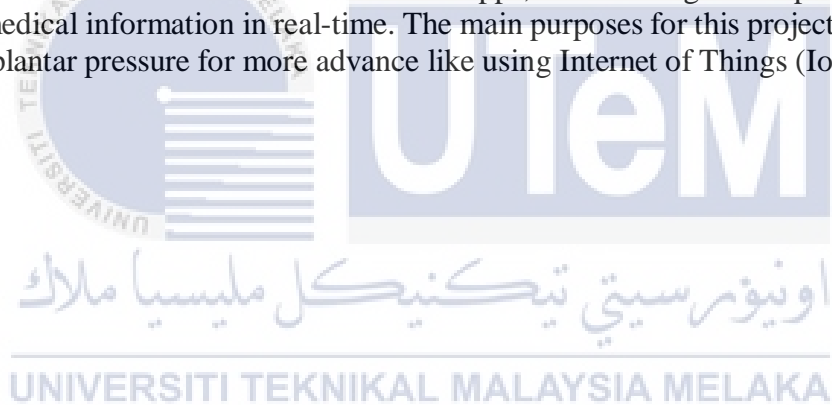 medical information in real-time. The main purposes for this project
plantar pressure for more advance like using Internet of Things (Io
UTeM
اونيۏرسيتي تيكنيكل مليسيا ملاك
UNIVERSITI TEKNIKAL MALAYSIA MELAKA